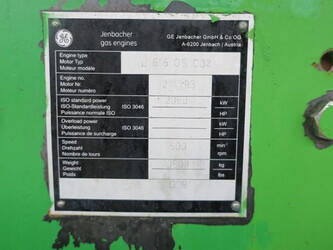 GE
Jenbacher GE Jenbacher GmbH & Co OG
gas engines A-6200 Jenbach / Austria
Engine type
Motor Typ
Moteur modèle
Engine no.
Motor Nr
Moteur numéro
ISO standard power kW
ISO-Standardleistung ISO 3046
Puissance normale ISO HP
Overload power kW
Überleistung ISO 3046
Puissance de surcharge HP
Speed min-1
Drehzahl
Nombre de tours rpm
Weight kg
Gewicht
Poids lbs